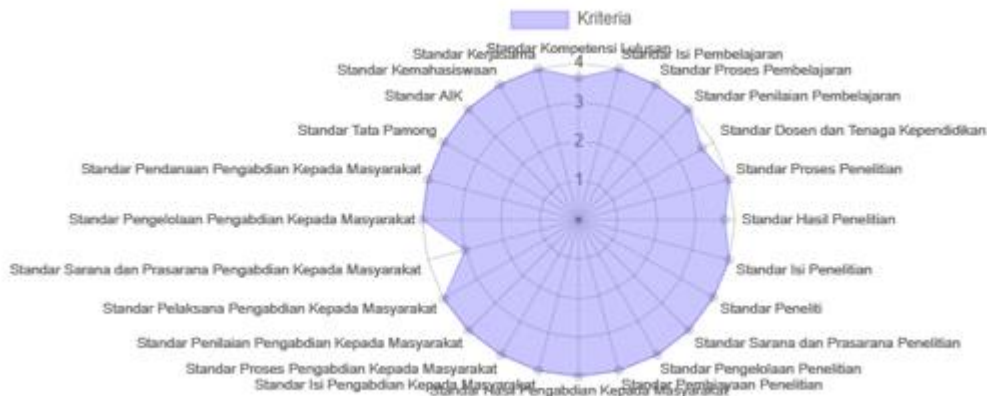 Kriteria
Standar Kompetensi Lulusan
Standar Isi Pembelajaran
Standar Proses Pembelajaran
Standar Penilaian Pembelajaran
Standar Dosen dan Tenaga Kependidikan
Standar Proses Penelitian
Standar Hasil Penelitian
Standar Isi Penelitian
Standar Peneliti
Standar Sarana dan Prasarana Penelitian
Standar Pengelolaan Penelitian
Standar Pembiayaan Penelitian
Standar Hasil Pengabdian Kepada Masyarakat
Standar Isi Pengabdian Kepada Masyarakat
Standar Proses Pengabdian Kepada Masyarakat
Standar Penilaian Pengabdian Kepada Masyarakat
Standar Pelaksana Pengabdian Kepada Masyarakat
Standar Sarana dan Prasarana Pengabdian Kepada Masyarakat
Standar Pengelolaan Pengabdian Kepada Masyarakat
Standar Pendanaan Pengabdian Kepada Masyarakat
Standar Tata Pamong
Standar AIK
Standar Kemahasiswaan
Standar Kerjasama
4
3
2
1